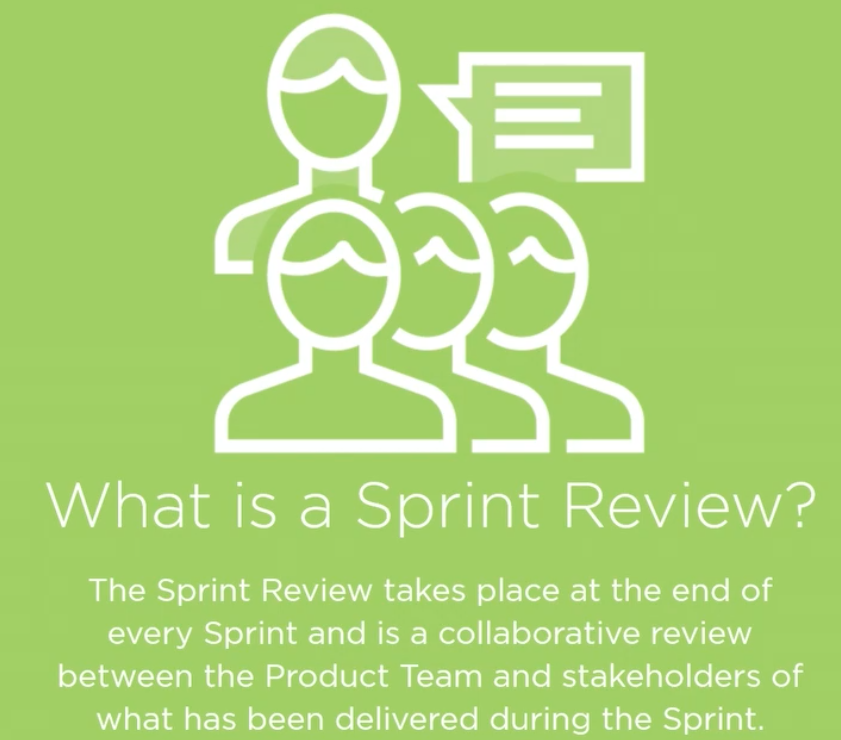 What is a Sprint Review?
The Sprint Review takes place at the end of
every Sprint and is a collaborative review
between the Product Team and stakeholders of
what has been delivered during the Sprint.